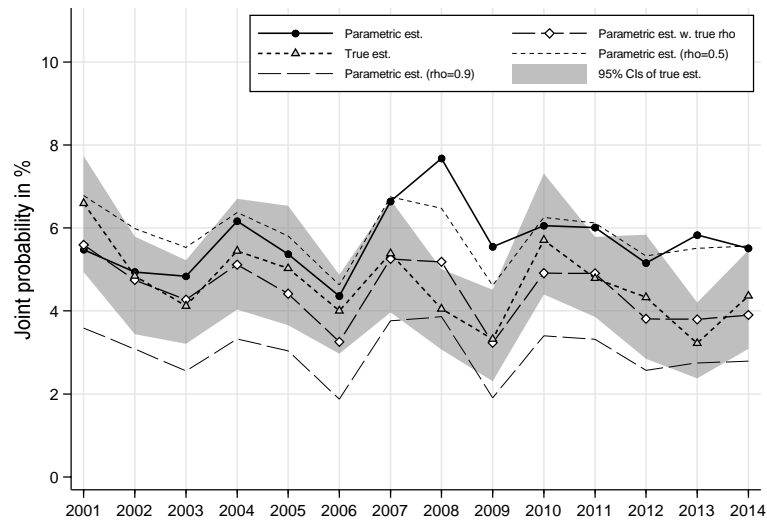 Parametric est.
Parametric est. w. true rho
True est.
Parametric est. (rho=0.5)
Parametric est. (rho=0.9)
95% CIs of true est.
Joint probability in %
10
8
6
4
2
0
2001 2002 2003 2004 2005 2006 2007 2008 2009 2010 2011 2012 2013 2014